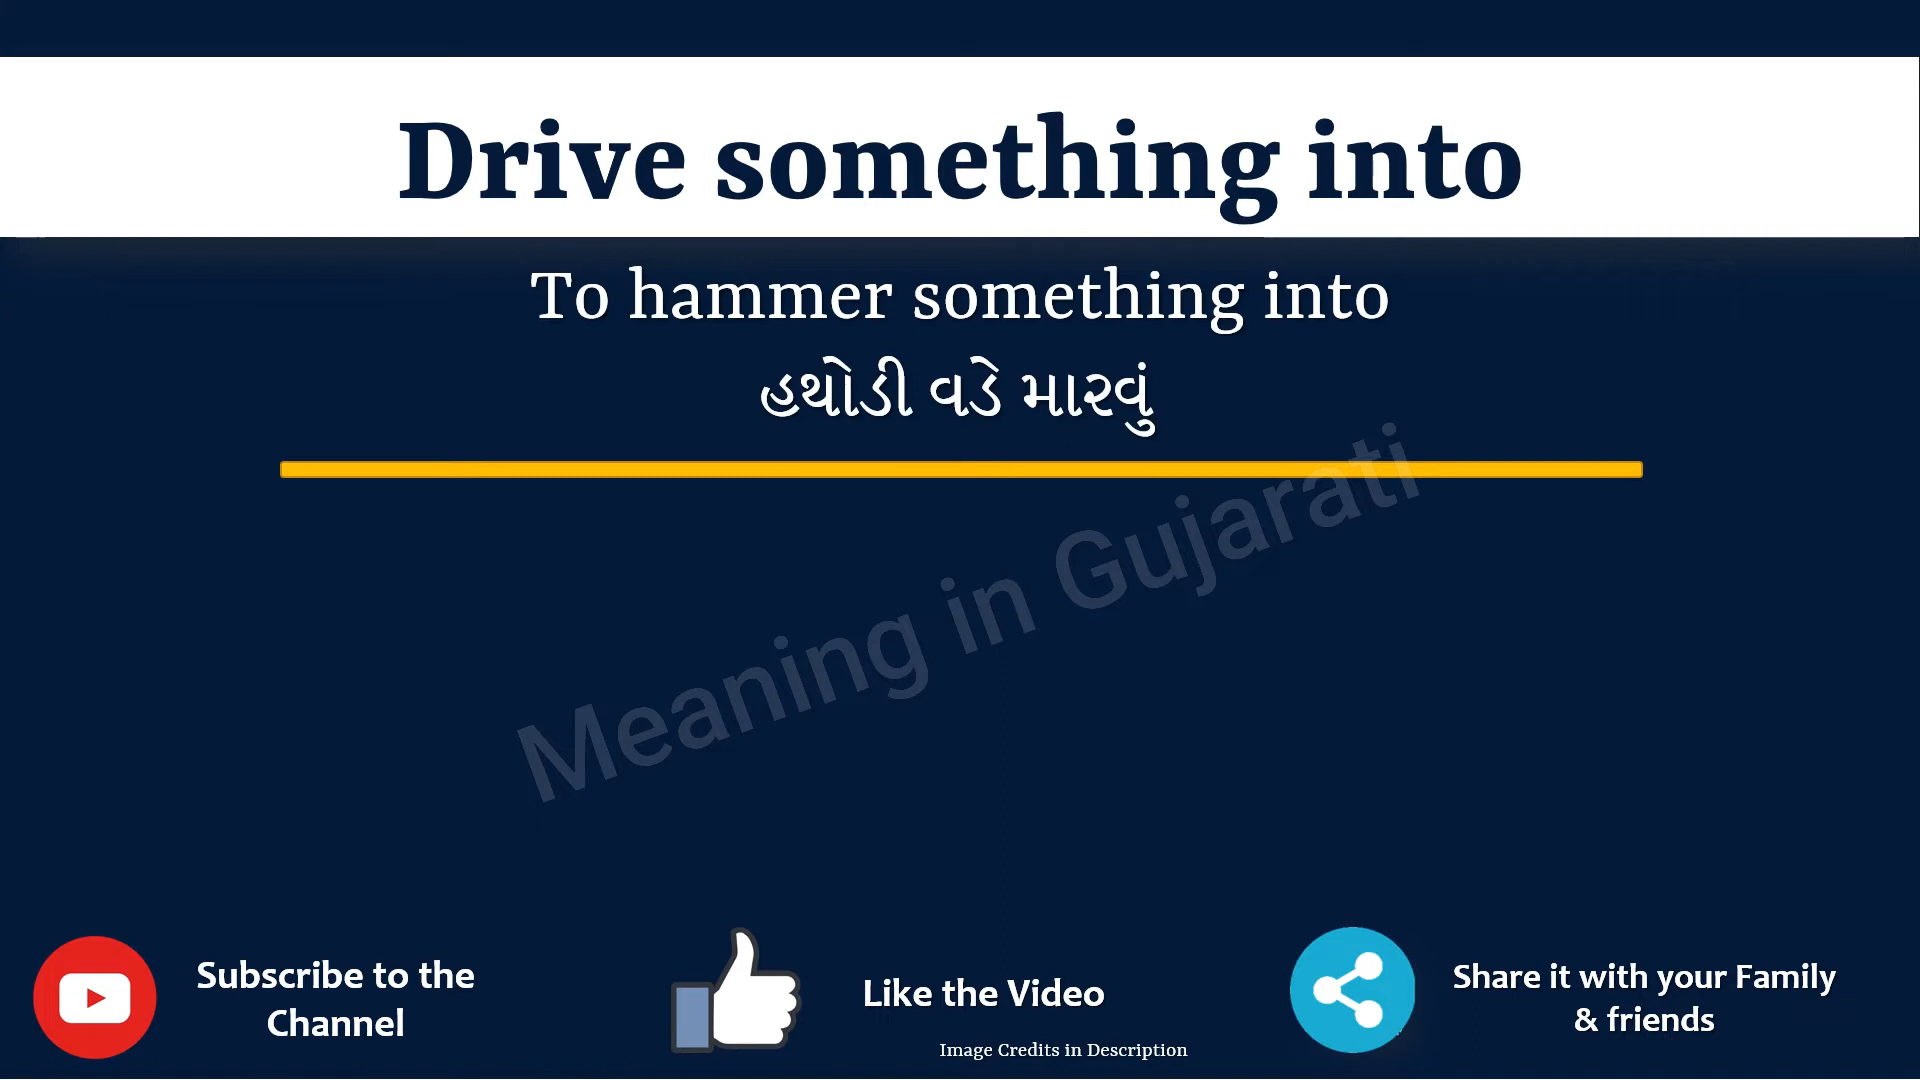 Drive something into
To hammer something into
હથોડી વડે મારવું
Meaning in Gujarati
Subscribe to the
Channel
Like the Video
Share it with your Family
& friends
Image Credits in Description